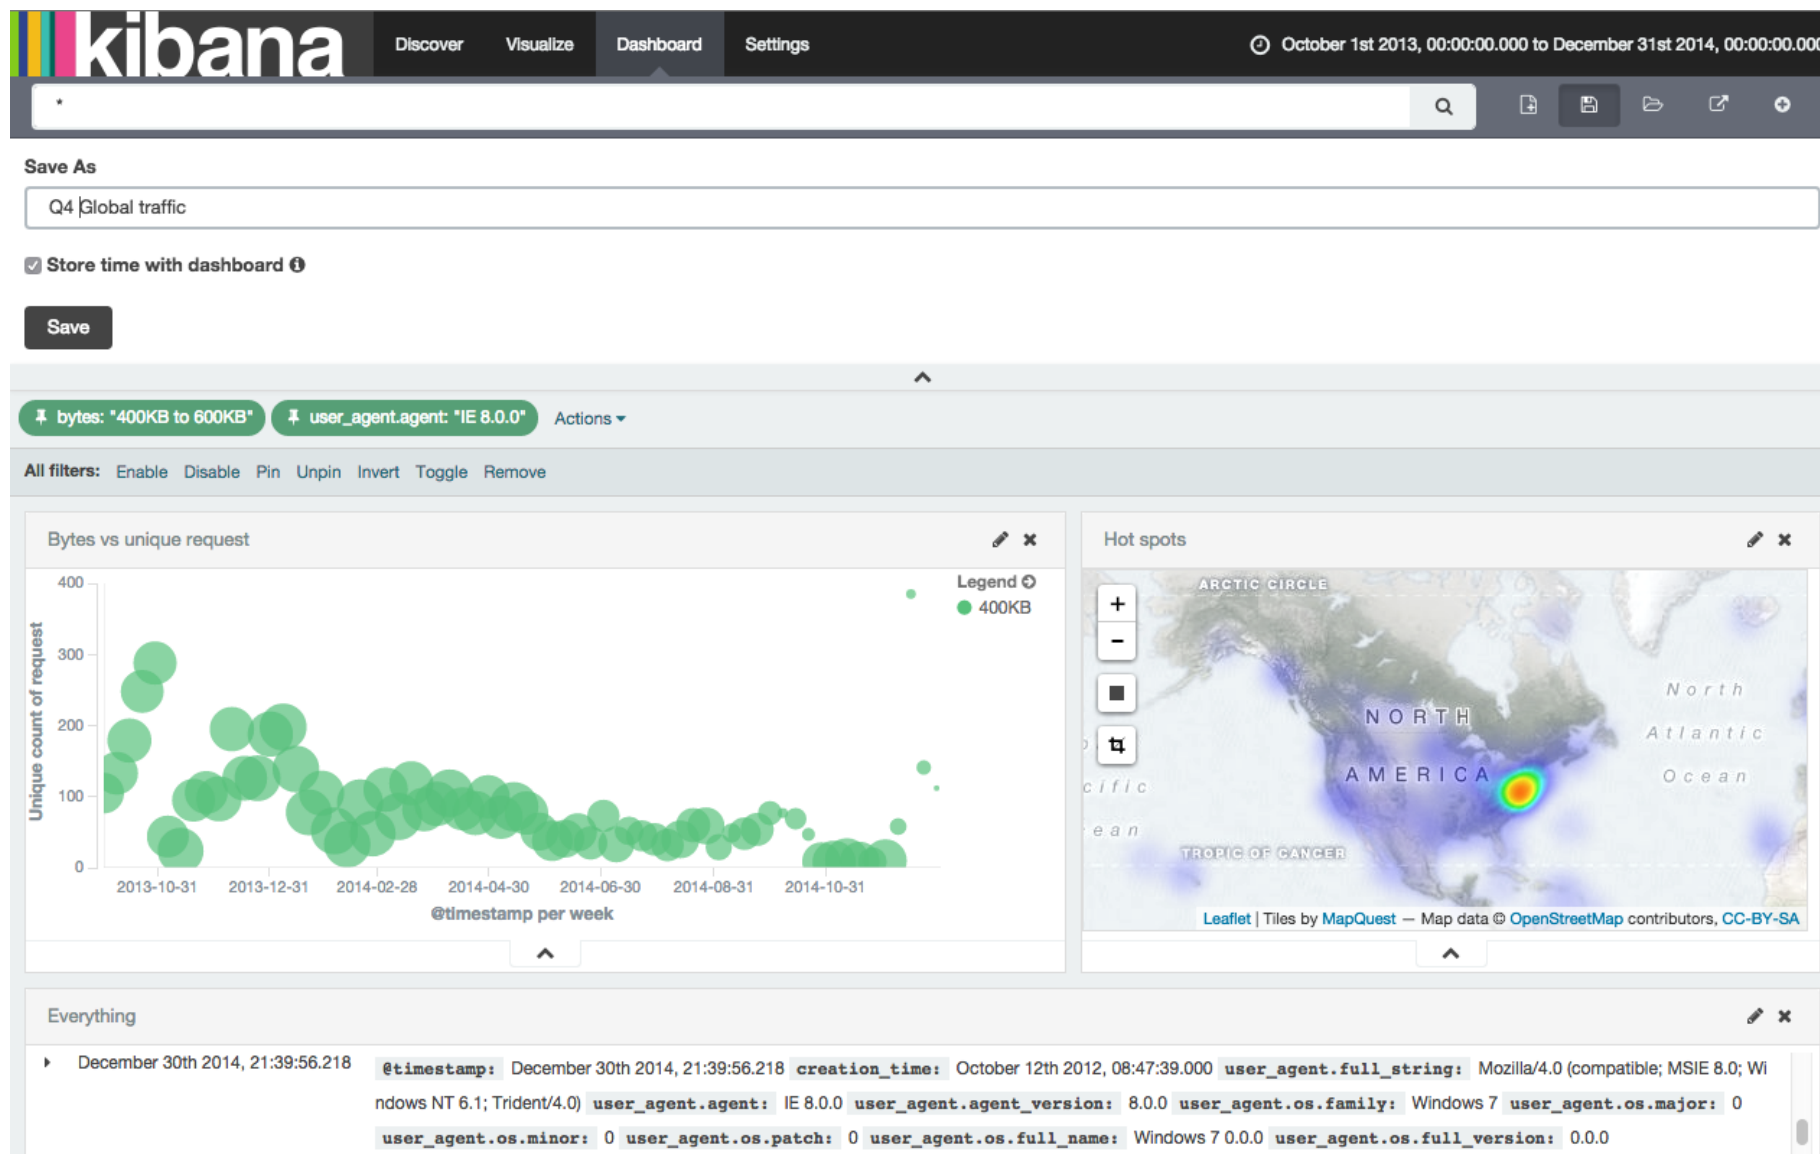 kibana Discover Visualize Dashboard Settings October 1st 2013, 00:00:00.000 to December 31st 2014, 00:00:00.000
*
Save As
Q4 Global traffic
Store time with dashboard
Save
bytes: "400KB to 600KB" user_agent.agent: "IE 8.0.0" Actions
All filters: Enable Disable Pin Unpin Invert Toggle Remove
Bytes vs unique request
Legend
400KB
Unique count of request
400
300
200
100
0
2013-10-31 2013-12-31 2014-02-28 2014-04-30 2014-06-30 2014-08-31 2014-10-31
@timestamp per week
Hot spots
+
-
ARCTIC CIRCLE
NORTH
AMERICA
North
Atlantic
Ocean
cific
ean
TROPIC OF CANCER
Leaflet | Tiles by MapQuest — Map data © OpenStreetMap contributors, CC-BY-SA
Everything
December 30th 2014, 21:39:56.218 @timestamp: December 30th 2014, 21:39:56.218 creation_time: October 12th 2012, 08:47:39.000 user_agent.full_string: Mozilla/4.0 (compatible; MSIE 8.0; Wi
ndows NT 6.1; Trident/4.0) user_agent.agent: IE 8.0.0 user_agent.agent_version: 8.0.0 user_agent.os.family: Windows 7 user_agent.os.major: 0
user_agent.os.minor: 0 user_agent.os.patch: 0 user_agent.os.full_name: Windows 7 0.0.0 user_agent.os.full_version: 0.0.0